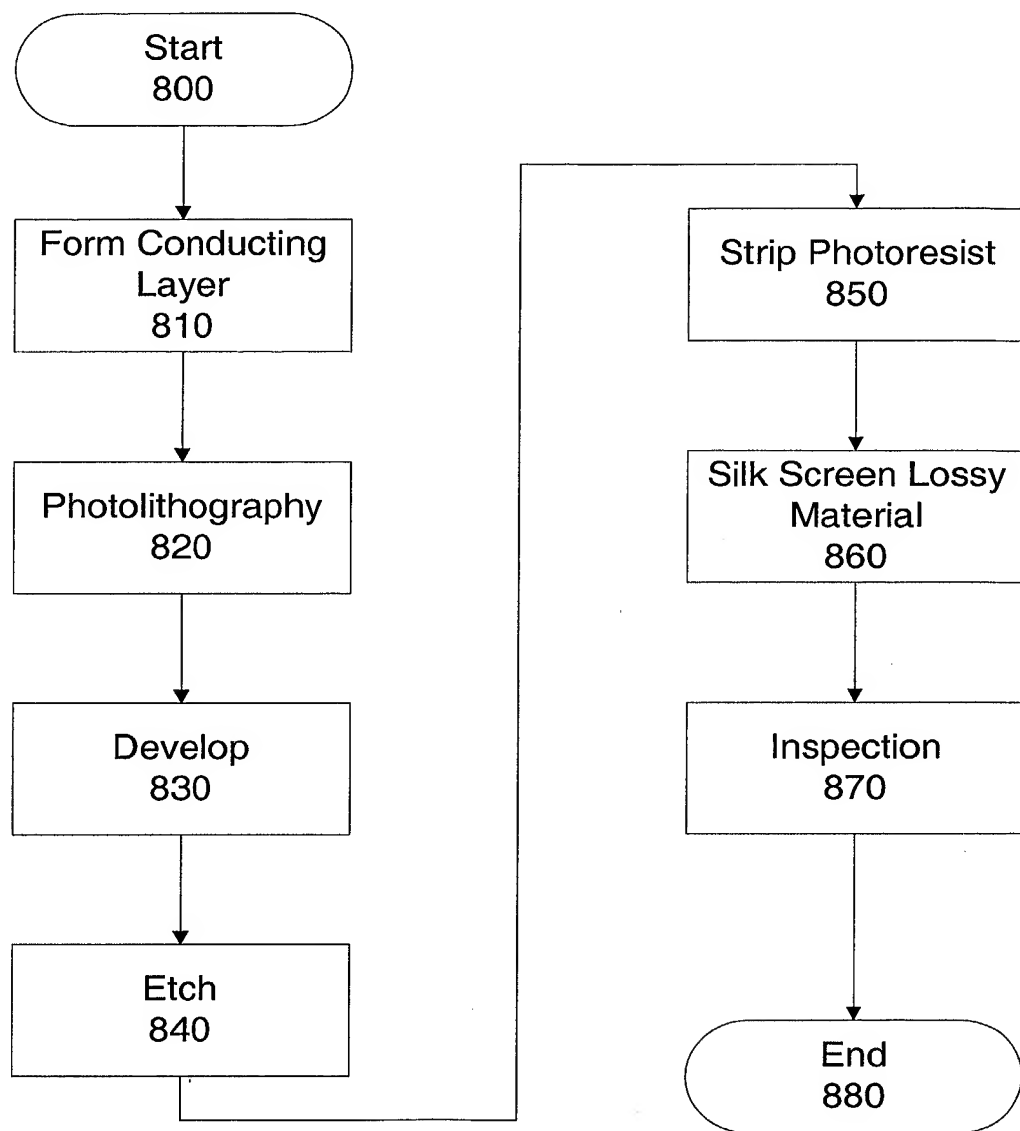 Start
800
Form Conducting
Layer
810
Photolithography
820
Develop
830
Etch
840
Strip Photoresist
850
Silk Screen Lossy
Material
860
Inspection
870
End
880